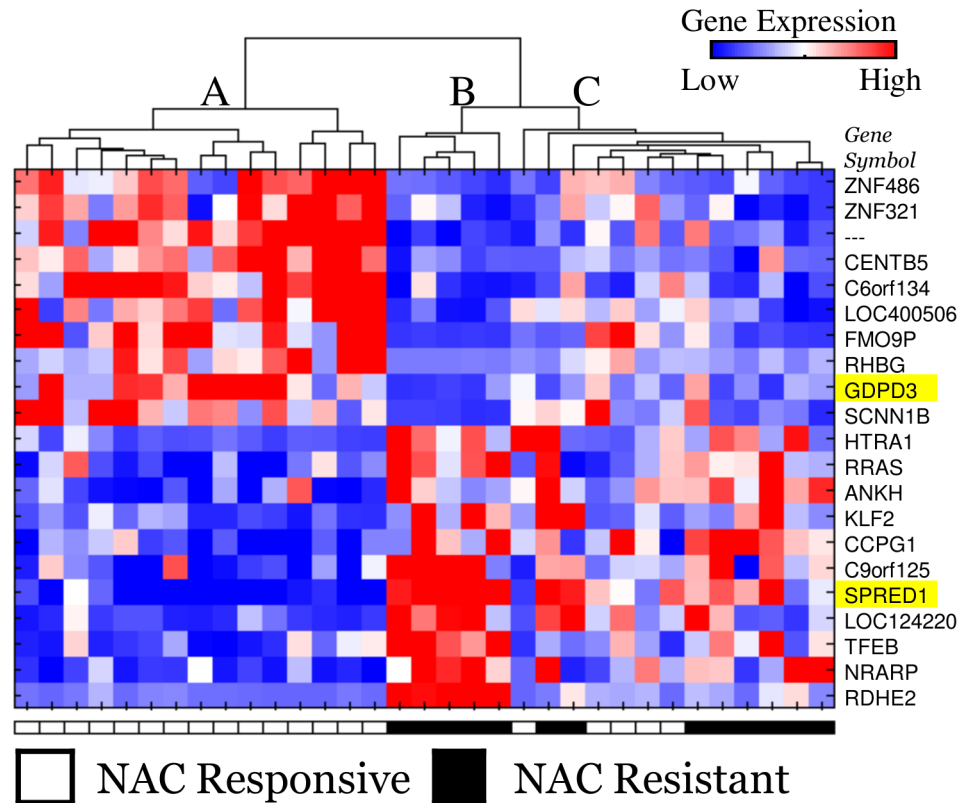 Gene Expression
Low High
A B C
Gene
Symbol
ZNF486
ZNF321
---
CENTB5
C6orf134
LOC400506
FMO9P
RHBG
GDPD3
SCNN1B
HTRA1
RRAS
ANKH
KLF2
CCPG1
C9orf125
SPRED1
LOC124220
TFEB
NRARP
RDHE2
NAC Responsive NAC Resistant